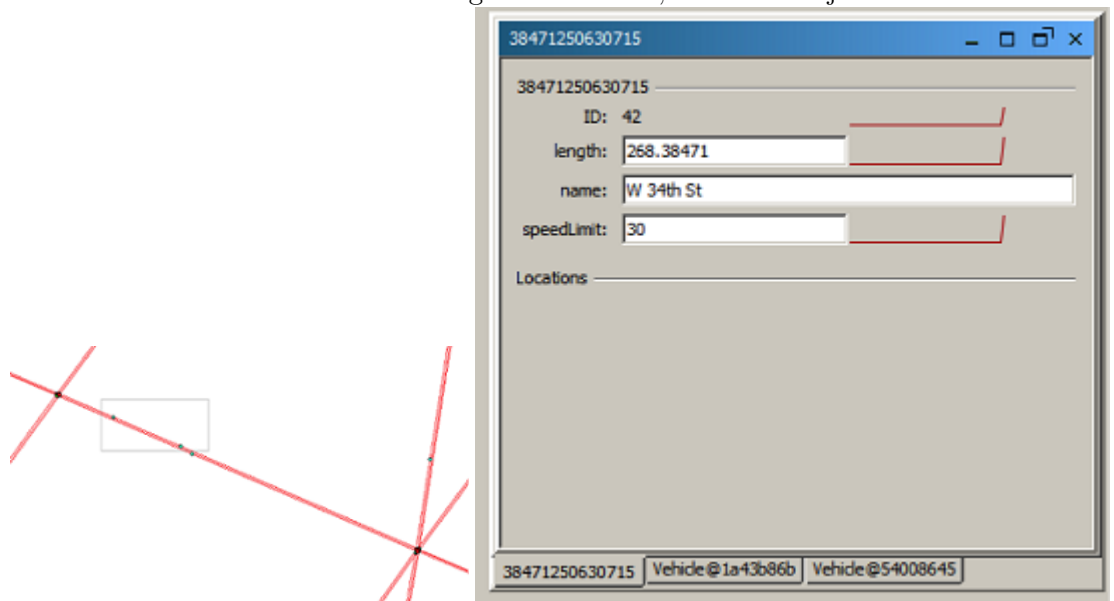 38471250630715
38471250630715
ID: 42
length: 268.38471
name: W 34th St
speedLimit: 30
Locations
38471250630715 Vehicle@1a43b86b Vehicle@54008645